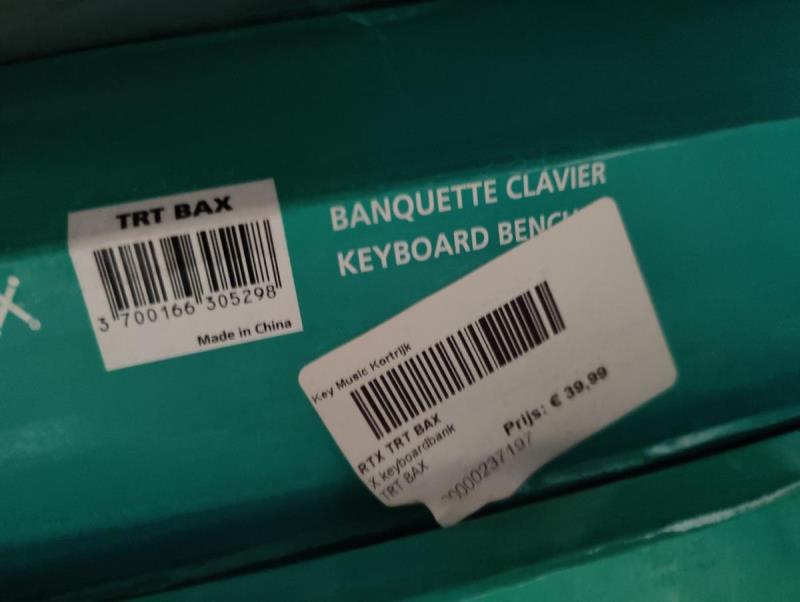 TRT BAX
3 700166 305298
Made in China
BANQUETTE CLAVIER
KEYBOARD BENCH
Key Music Kortrijk
RTX TRT BAX
X keyboardbank
TRT BAX
Prijs: € 39,99
0000237197